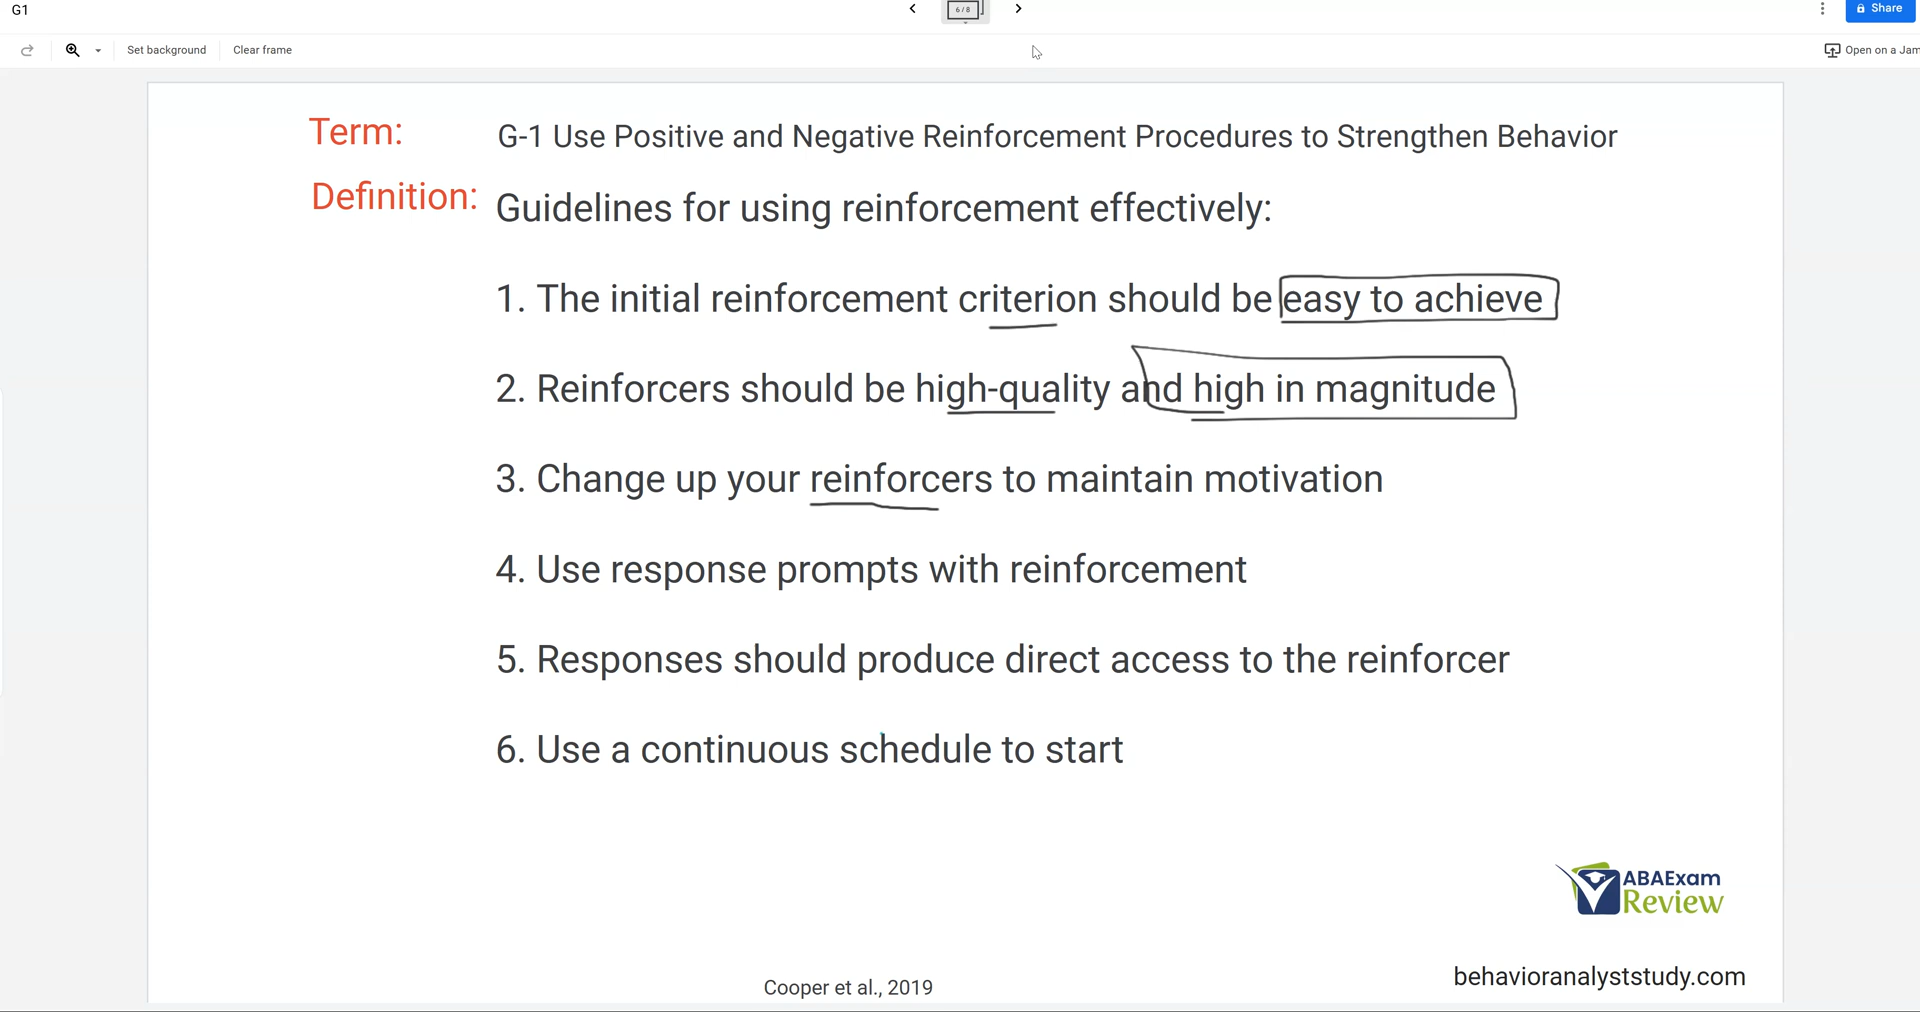 G1
6 / 8
Share
Set background
Clear frame
Open on a Jam
Term: G-1 Use Positive and Negative Reinforcement Procedures to Strengthen Behavior
Definition: Guidelines for using reinforcement effectively:
1. The initial reinforcement criterion should be easy to achieve
2. Reinforcers should be high-quality and high in magnitude
3. Change up your reinforcers to maintain motivation
4. Use response prompts with reinforcement
5. Responses should produce direct access to the reinforcer
6. Use a continuous schedule to start
ABAExam
Review
behavioranalyststudy.com
Cooper et al., 2019